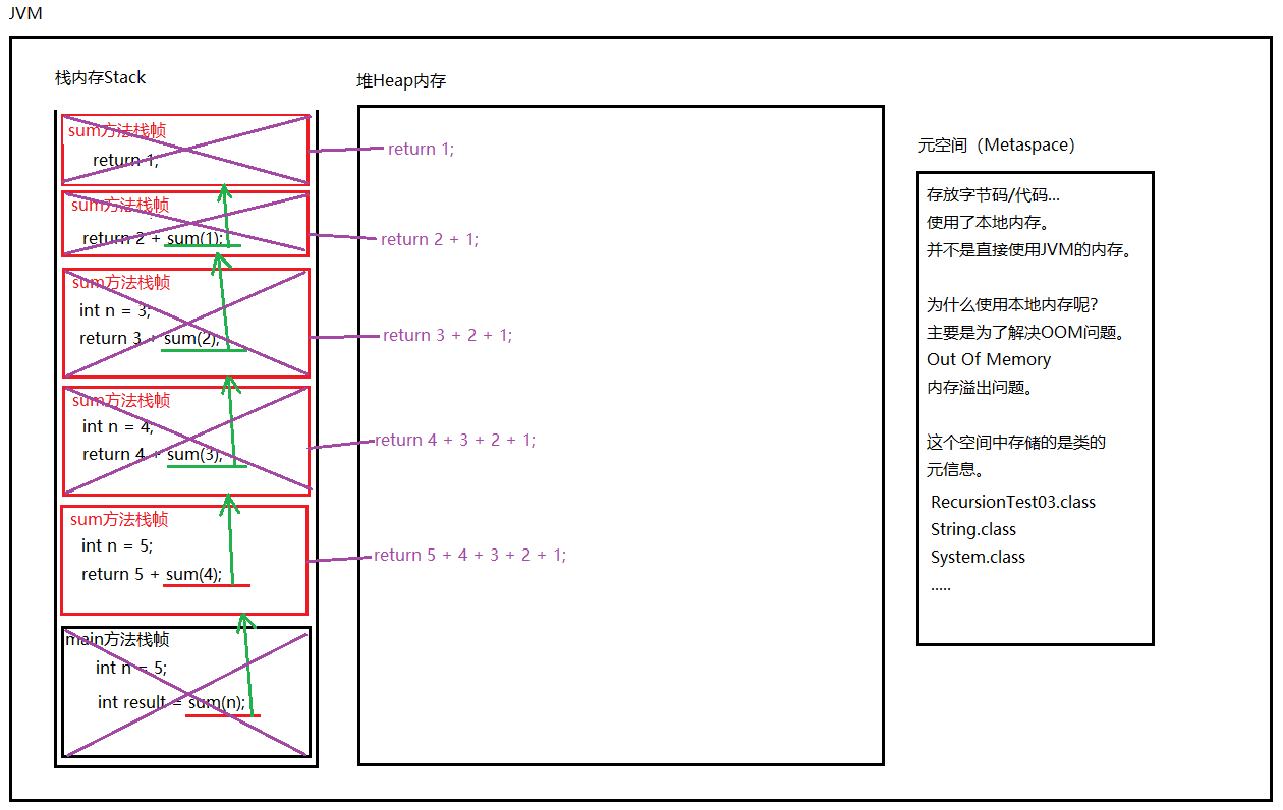 JVM
栈内存Stack
sum方法栈帧
return 1;
sum方法栈帧
return 2 + sum(1);
sum方法栈帧
int n = 3;
return 3 + sum(2);
sum方法栈帧
int n = 4;
return 4 + sum(3);
sum方法栈帧
int n = 5;
return 5 + sum(4);
main方法栈帧
int n = 5;
int result = sum(n);
堆Heap内存
return 1;
return 2 + 1;
return 3 + 2 + 1;
return 4 + 3 + 2 + 1;
return 5 + 4 + 3 + 2 + 1;
元空间（Metaspace）
存放字节码/代码...
使用了本地内存。
并不是直接使用JVM的内存。
为什么使用本地内存呢？
主要是为了解决OOM问题。
Out Of Memory
内存溢出问题。
这个空间中存储的是类的
元信息。
RecursionTest03.class
String.class
System.class
.....